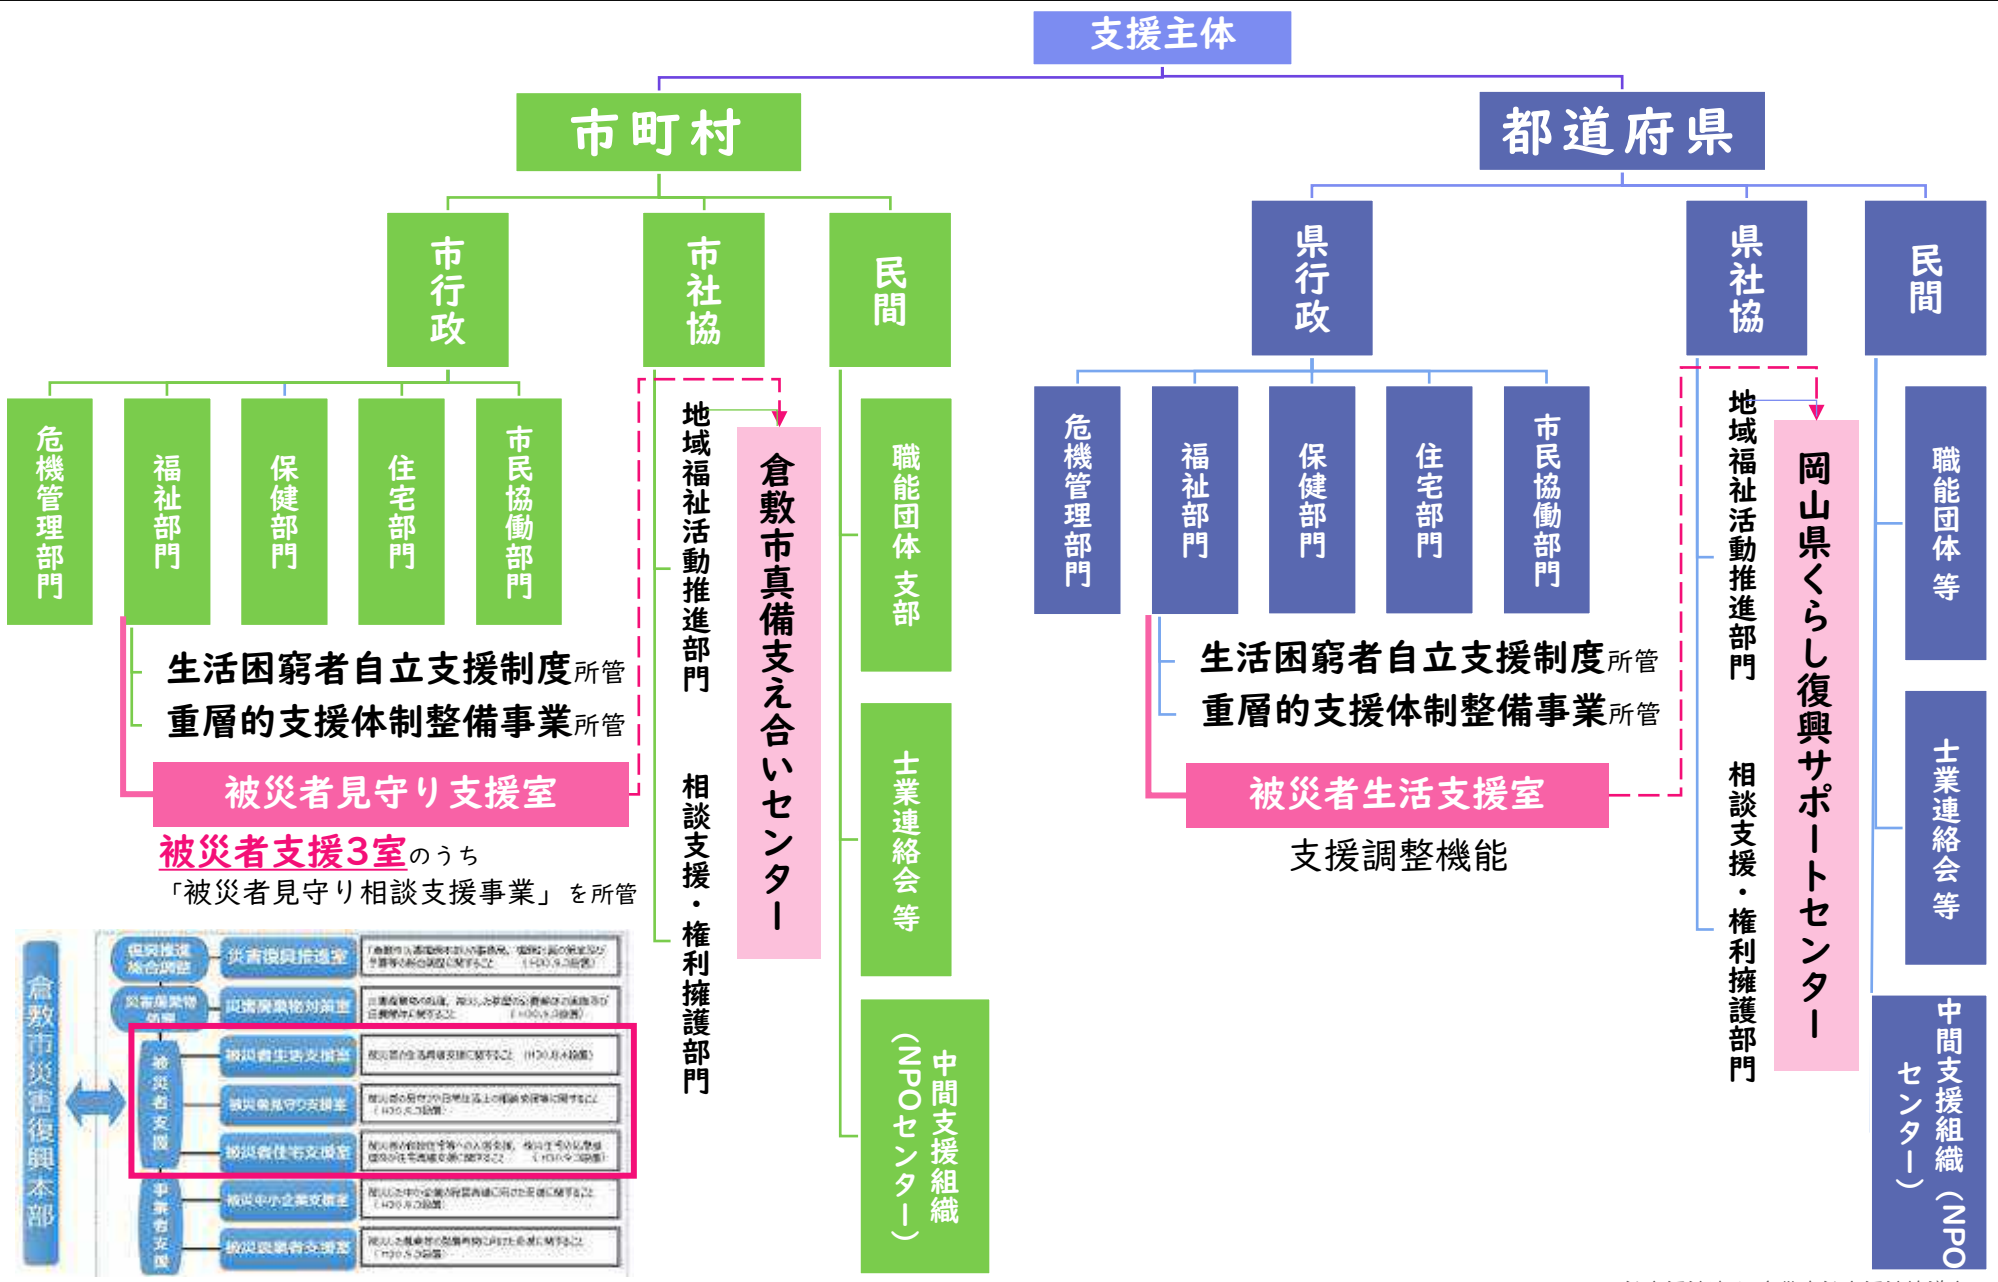 支援主体
市町村
市行政
市社協
民間
危機管理部門
福祉部門
保健部門
住宅部門
市民協働部門
生活困窮者自立支援制度所管
重層的支援体制整備事業所管
被災者見守り支援室
被災者支援3室のうち
「被災者見守り相談支援事業」を所管
地域福祉活動推進部門
相談支援・権利擁護部門
倉敷市真備支え合いセンター
職能団体 支部
士業連絡会 等
中間支援組織
(NPOセンター)
倉敷市災害復興本部
災害復興推進室
災害廃棄物対策室
被災者支援
被災者生活支援室
被災者見守り支援室
被災者住宅支援室
事業者支援
被災中小企業支援室
被災農業者支援室
都道府県
県行政
県社協
民間
危機管理部門
福祉部門
保健部門
住宅部門
市民協働部門
生活困窮者自立支援制度所管
重層的支援体制整備事業所管
被災者生活支援室
支援調整機能
地域福祉活動推進部門
相談支援・権利擁護部門
岡山県くらし復興サポートセンター
職能団体 等
士業連絡会 等
中間支援組織(NPO
センター)